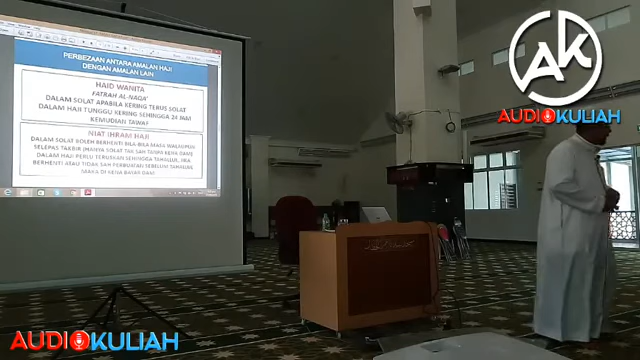 PERBEZAAN ANTARA AMALAN HAJI
DENGAN AMALAN LAIN
HAID WANITA
FATRAH AL-NAQA'
DALAM SOLAT APABILA KERING TERUS SOLAT
DALAM HAJI TUNGGU KERING SEHINGGA 24 JAM
KEMUDIAN TAWAF
NIAT IHRAM HAJI
DALAM SOLAT BOLEH BERHENTI BILA-BILA MASA WALAUPUN
SELEPAS TAKBIR (MAKNA SOLAT TAK SAH TANPA KENA DAM)
DALAM HAJI PERLU TERUSKAN SEHINGGA TAHALLUL. JIKA
BERHENTI ATAU TIDAK SAH PERBUATAN SEBELUM TAHALLUL
MAKA DI KENA BAYAR DAM
AK
AUDIOKULIAH
AUDIOKULIAH